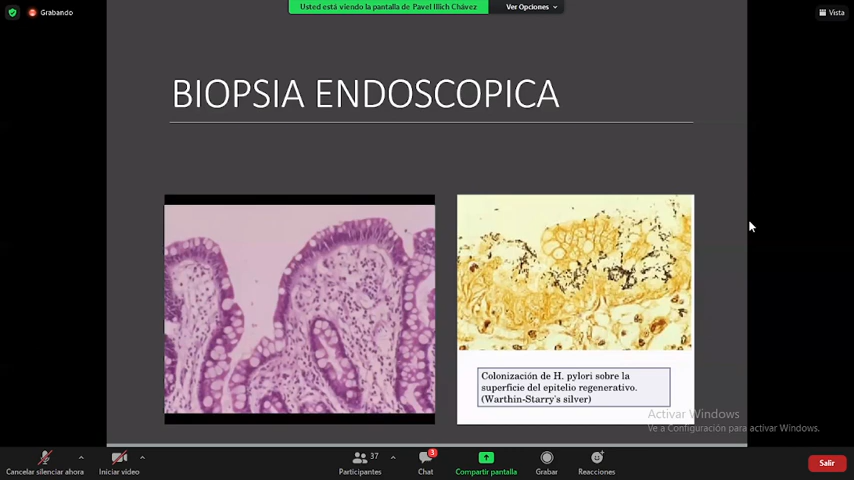 Grabando
Usted está viendo la pantalla de Pavel Illich Chávez
Ver Opciones
Vista
BIOPSIA ENDOSCOPICA
Colonización de H. pylori sobre la
superficie del epitelio regenerativo.
(Warthin-Starry's silver)
Activar Windows
Ve a Configuración para activar Windows.
Cancelar silenciar ahora
Iniciar video
37
Participantes
3
Chat
Compartir pantalla
Grabar
Reacciones
Salir